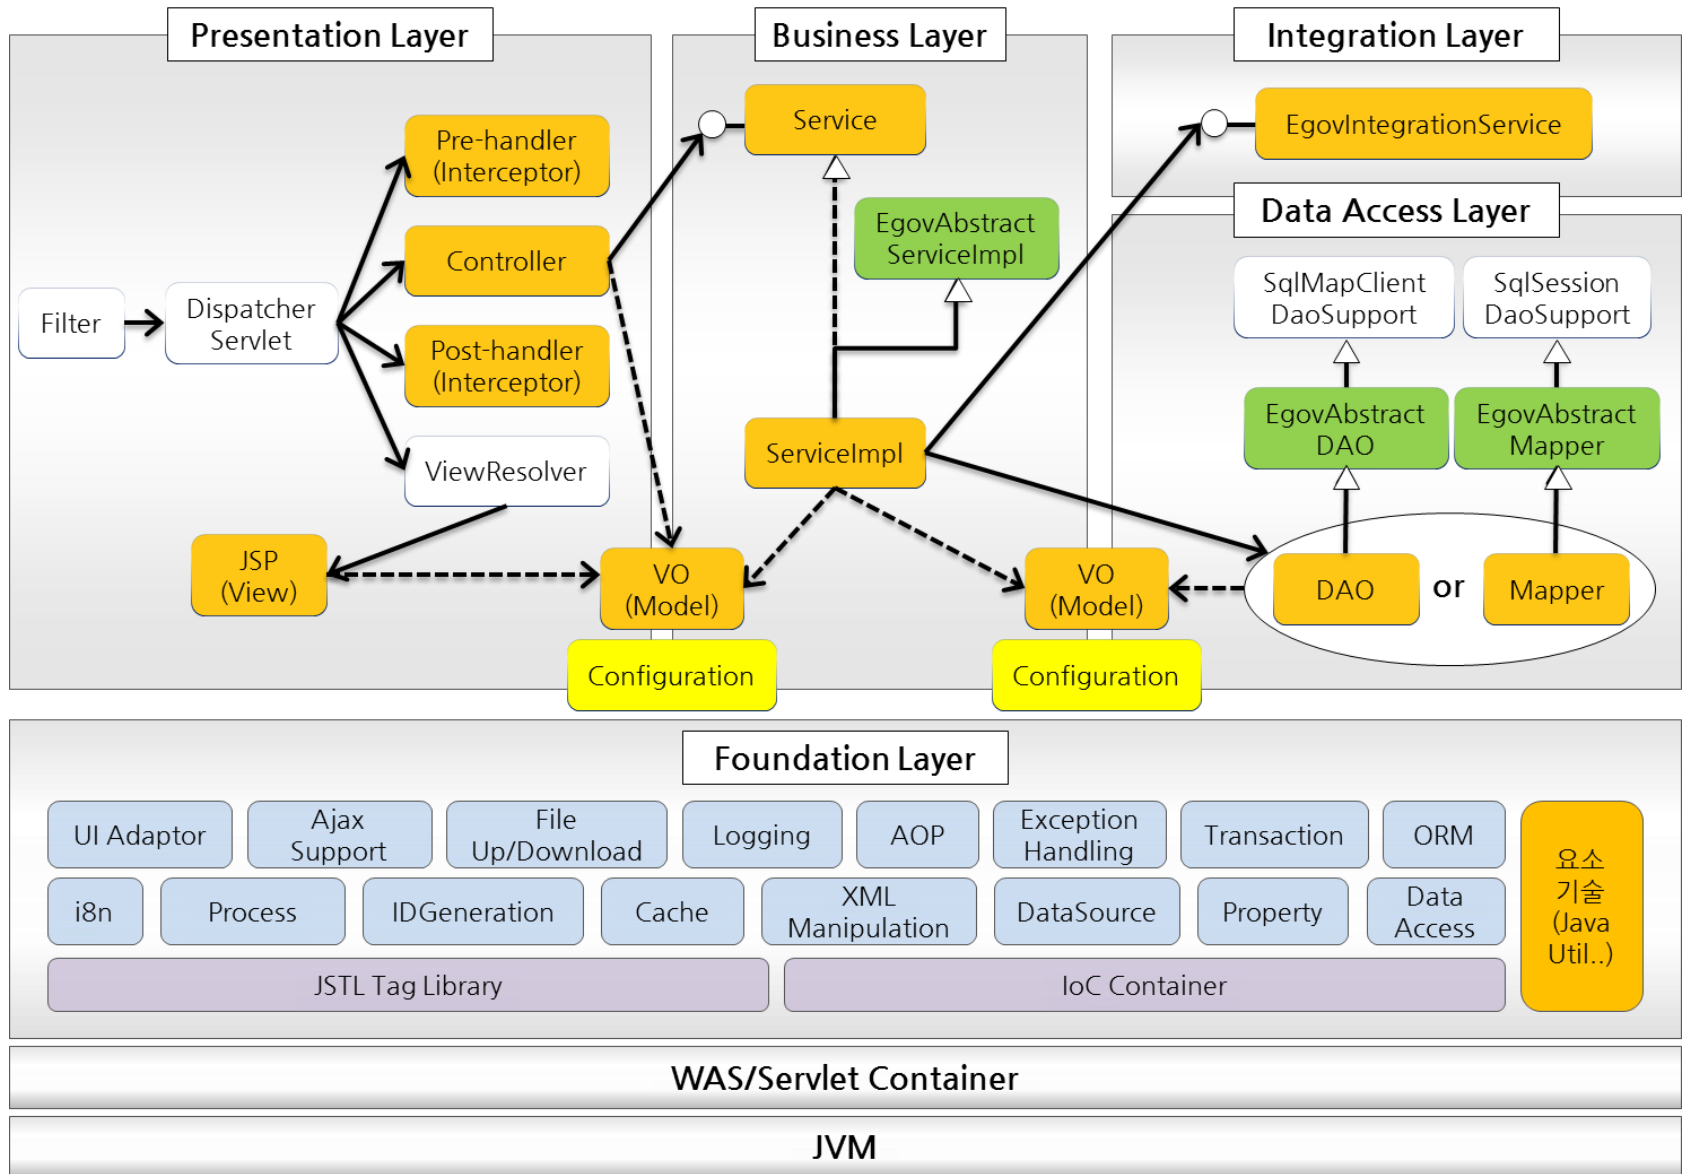 Presentation Layer
Business Layer
Integration Layer
Pre-handler
(Interceptor)
Controller
Filter
Dispatcher
Servlet
Post-handler
(Interceptor)
ViewResolver
JSP
(View)
Service
EgovAbstract
ServiceImpl
ServiceImpl
VO
(Model)
Configuration
EgovIntegrationService
Data Access Layer
SqlMapClient
DaoSupport
SqlSession
DaoSupport
EgovAbstract
DAO
EgovAbstract
Mapper
VO
(Model)
DAO
or
Mapper
Configuration
Foundation Layer
UI Adaptor
Ajax
Support
File
Up/Download
Logging
AOP
Exception
Handling
Transaction
ORM
i8n
Process
IDGeneration
Cache
XML
Manipulation
DataSource
Property
Data
Access
JSTL Tag Library
IoC Container
요소
기술
(Java
Util..)
WAS/Servlet Container
JVM